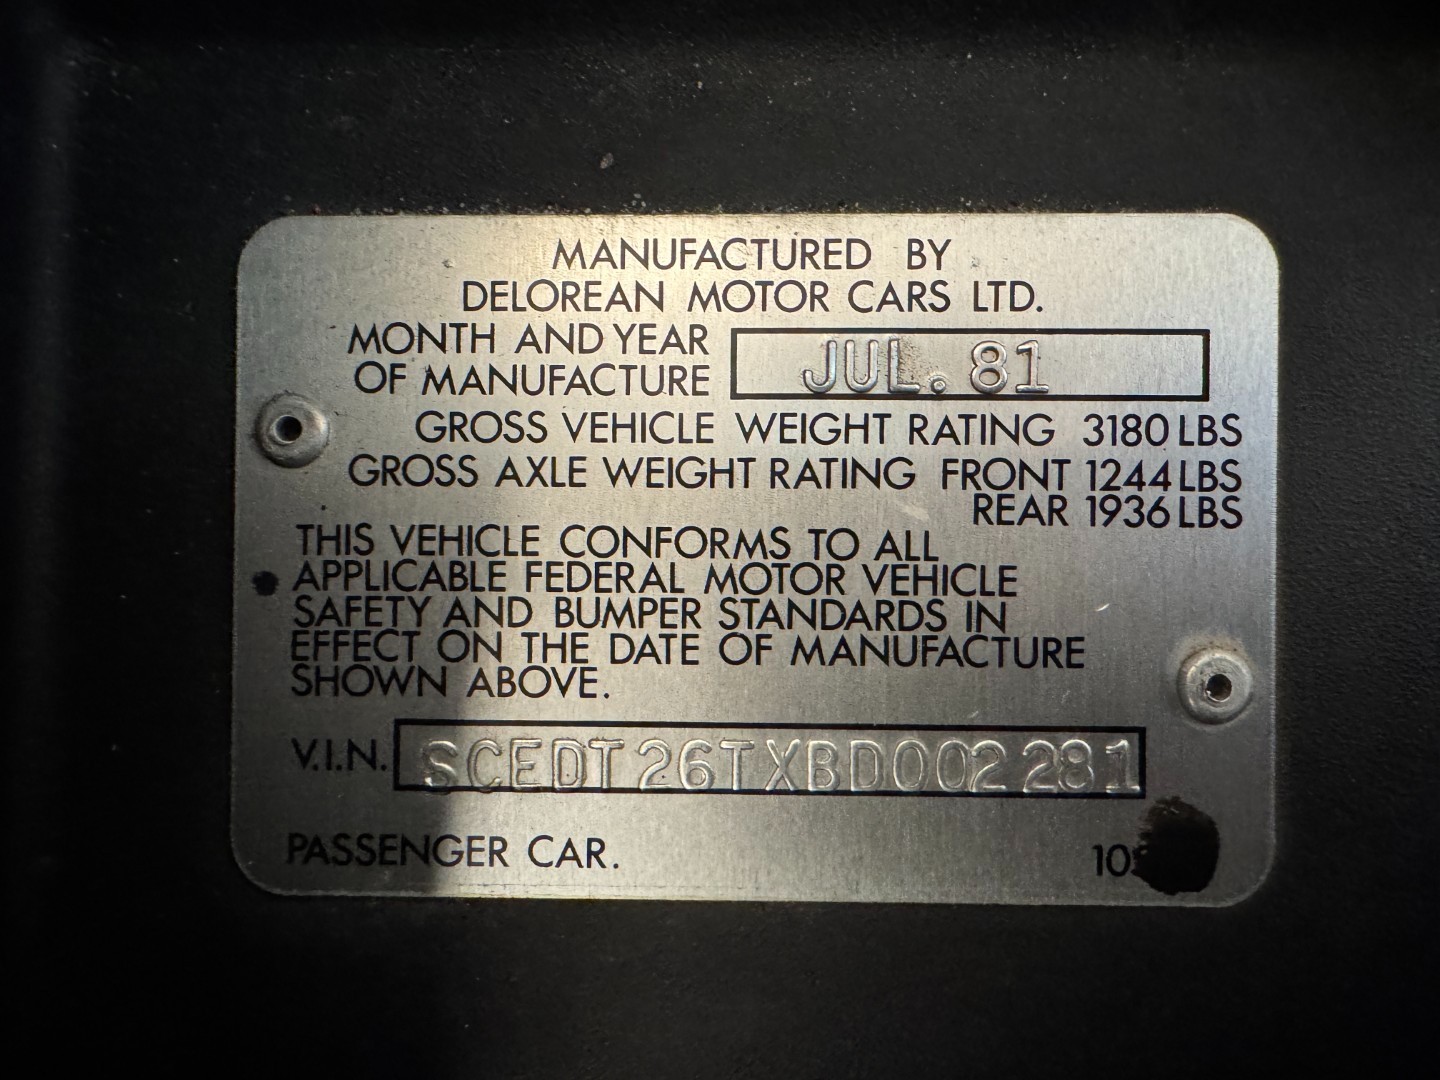 MANUFACTURED BY
DELOREAN MOTOR CARS LTD.
MONTH AND YEAR
OF MANUFACTURE JUL. 81
GROSS VEHICLE WEIGHT RATING 3180 LBS
GROSS AXLE WEIGHT RATING FRONT 1244 LBS
REAR 1936 LBS
THIS VEHICLE CONFORMS TO ALL
APPLICABLE FEDERAL MOTOR VEHICLE
SAFETY AND BUMPER STANDARDS IN
EFFECT ON THE DATE OF MANUFACTURE
SHOWN ABOVE.
V.I.N. SCEDT26TXBD002281
PASSENGER CAR.